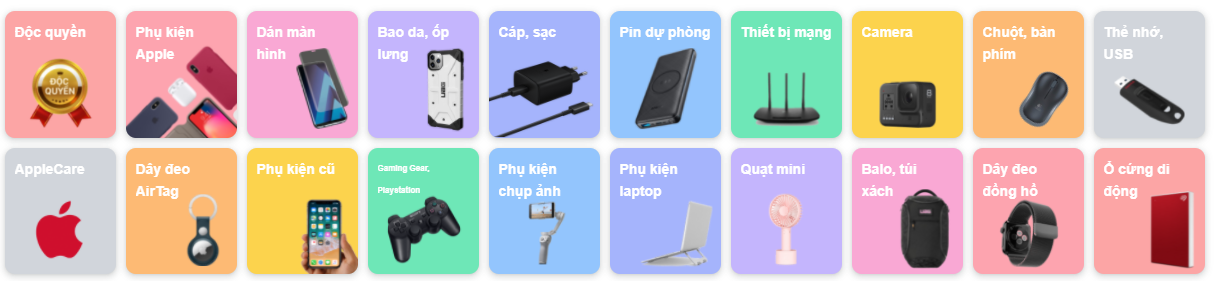 Độc quyền
ĐỘC
QUYỀN
Phụ kiện
Apple
Dán màn
hình
Bao da, ốp
lưng
UAG
Cáp, sạc
Pin dự phòng
Thiết bị mạng
Camera
Chuột, bàn
phím
Thẻ nhớ,
USB
AppleCare
Dây đeo
AirTag
Phụ kiện cũ
Gaming Gear,
Playstation
Phụ kiện
chụp ảnh
Phụ kiện
laptop
Quạt mini
Balo, túi
xách
Dây đeo
đồng hồ
Ổ cứng di
động